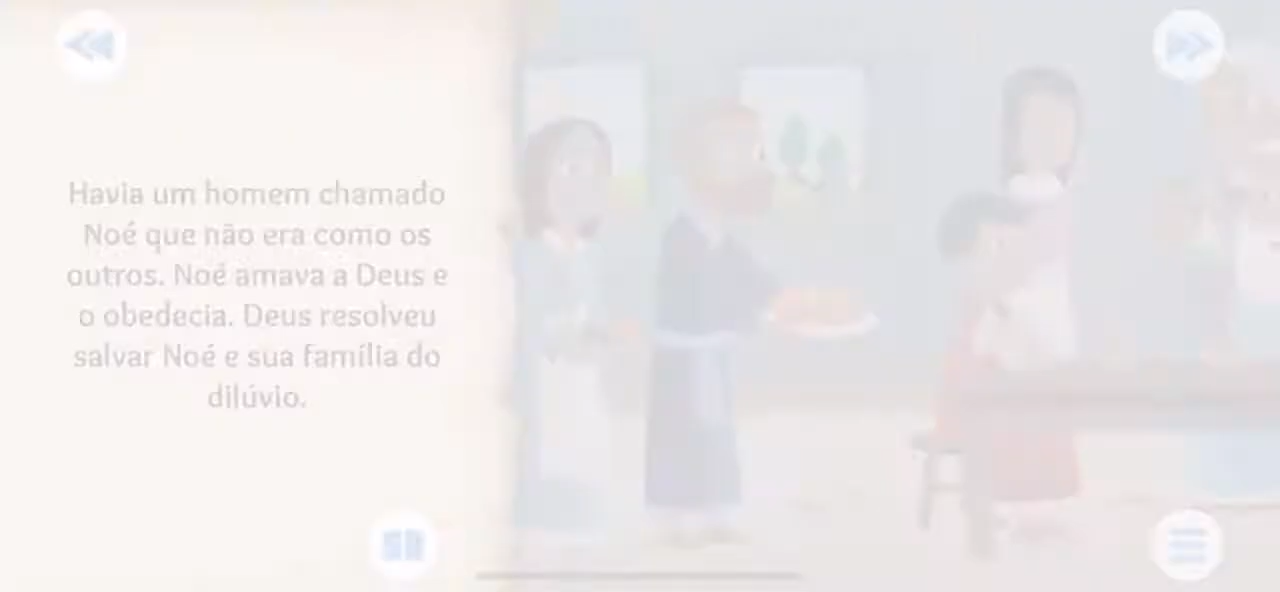 Havia um homem chamado
Noé que não era como os
outros. Noé amava a Deus e
o obedecia. Deus resolveu
salvar Noé e sua família do
dilúvio.